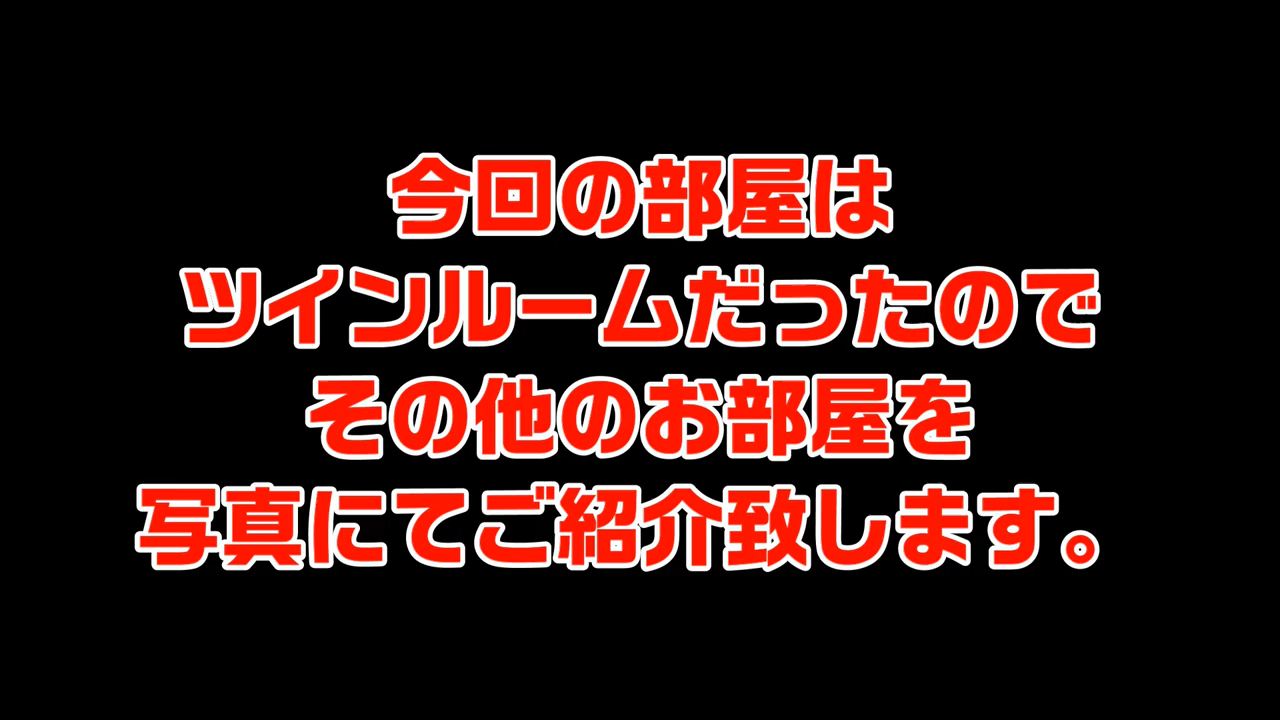 今回の部屋は
ツインルームだったので
その他のお部屋を
写真にてご紹介致します。